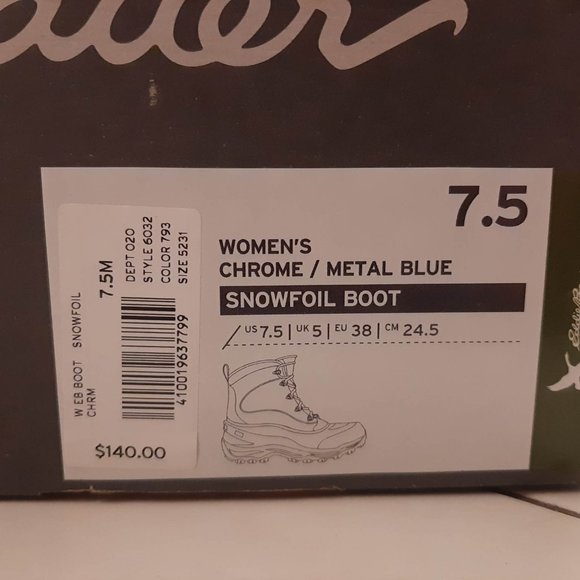 7.5
WOMEN'S
CHROME / METAL BLUE
SNOWFOIL BOOT
US 7.5 | UK 5 | EU 38 | CM 24.5
W EB BOOT SNOWFOIL
CHRM
7.5M
DEPT 020
STYLE 6032
COLOR 793
SIZE 5231
410019637799
$140.00